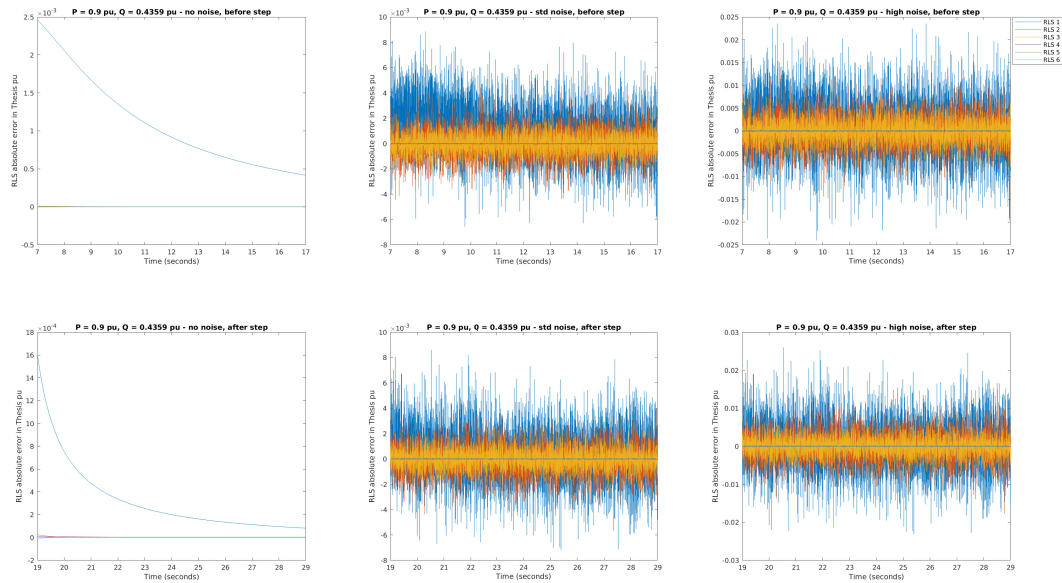 P = 0.9 pu, Q = 0.4359 pu - no noise, before step
×10⁻³
2.5
2
1.5
1
0.5
0
-0.5
RLS absolute error in Thesis pu
7 8 9 10 11 12 13 14 15 16 17
Time (seconds)
P = 0.9 pu, Q = 0.4359 pu - std noise, before step
×10⁻³
10
8
6
4
2
0
-2
-4
-6
-8
RLS absolute error in Thesis pu
7 8 9 10 11 12 13 14 15 16 17
Time (seconds)
P = 0.9 pu, Q = 0.4359 pu - high noise, before step
0.025
0.02
0.015
0.01
0.005
0
-0.005
-0.01
-0.015
-0.02
-0.025
RLS absolute error in Thesis pu
7 8 9 10 11 12 13 14 15 16 17
Time (seconds)
RLS 1
RLS 2
RLS 3
RLS 4
RLS 5
RLS 6
P = 0.9 pu, Q = 0.4359 pu - no noise, after step
×10⁻⁴
18
16
14
12
10
8
6
4
2
0
-2
RLS absolute error in Thesis pu
19 20 21 22 23 24 25 26 27 28 29
Time (seconds)
P = 0.9 pu, Q = 0.4359 pu - std noise, after step
×10⁻³
10
8
6
4
2
0
-2
-4
-6
-8
RLS absolute error in Thesis pu
19 20 21 22 23 24 25 26 27 28 29
Time (seconds)
P = 0.9 pu, Q = 0.4359 pu - high noise, after step
0.03
0.02
0.01
0
-0.01
-0.02
-0.03
RLS absolute error in Thesis pu
19 20 21 22 23 24 25 26 27 28 29
Time (seconds)